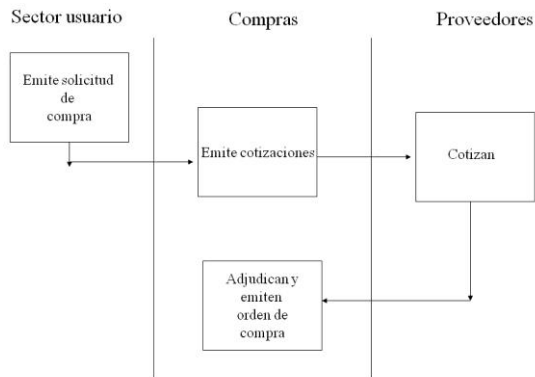 Sector usuario
Compras
Proveedores
Emite solicitud
de
compra
Emite cotizaciones
Cotizan
Adjudican y
emiten
orden de
compra